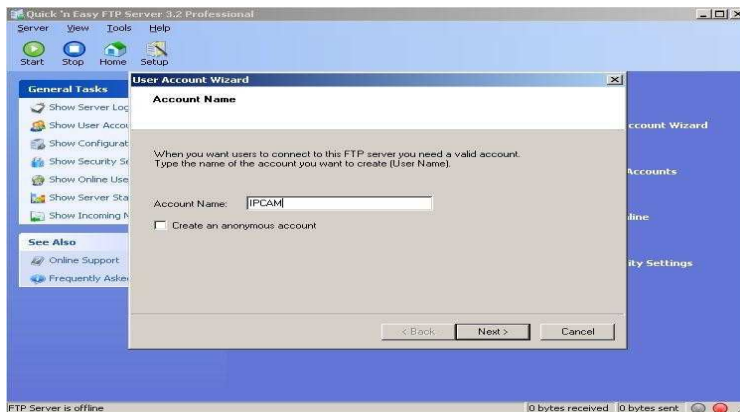 Quick 'n Easy FTP Server 3.2 Professional
Server View Tools Help
Start Stop Home Setup
General Tasks
Show Server Log
Show User Accou
Show Configurat
Show Security Se
Show Online Use
Show Server Sta
Show Incoming M
See Also
Online Support
Frequently Aske
User Account Wizard
Account Name
When you want users to connect to this FTP server you need a valid account.
Type the name of the account you want to create (User Name).
Account Name: IPCAM
Create an anonymous account
< Back Next > Cancel
ccount Wizard
Accounts
line
ity Settings
FTP Server is offline
0 bytes received 0 bytes sent